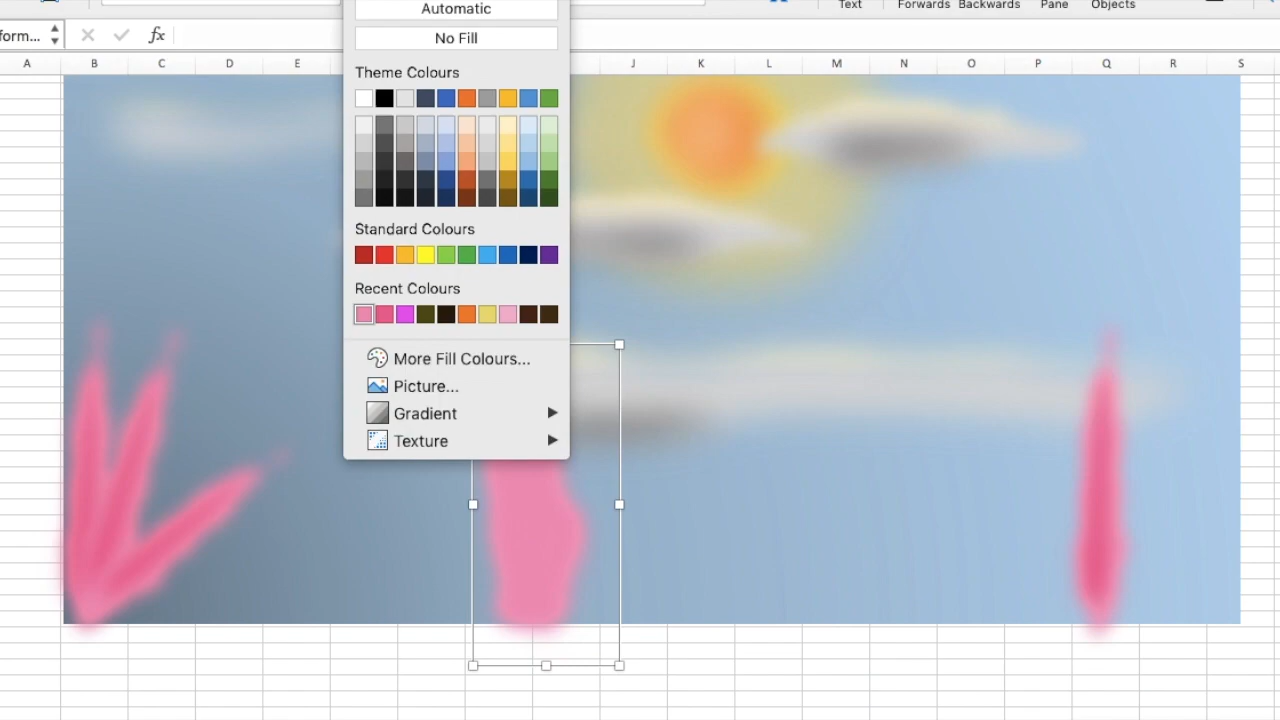 Text
Forwards
Backwards
Pane
Objects
form...
fx
A B C D E J K L M N O P Q R S
Automatic
No Fill
Theme Colours
Standard Colours
Recent Colours
More Fill Colours...
Picture...
Gradient
Texture